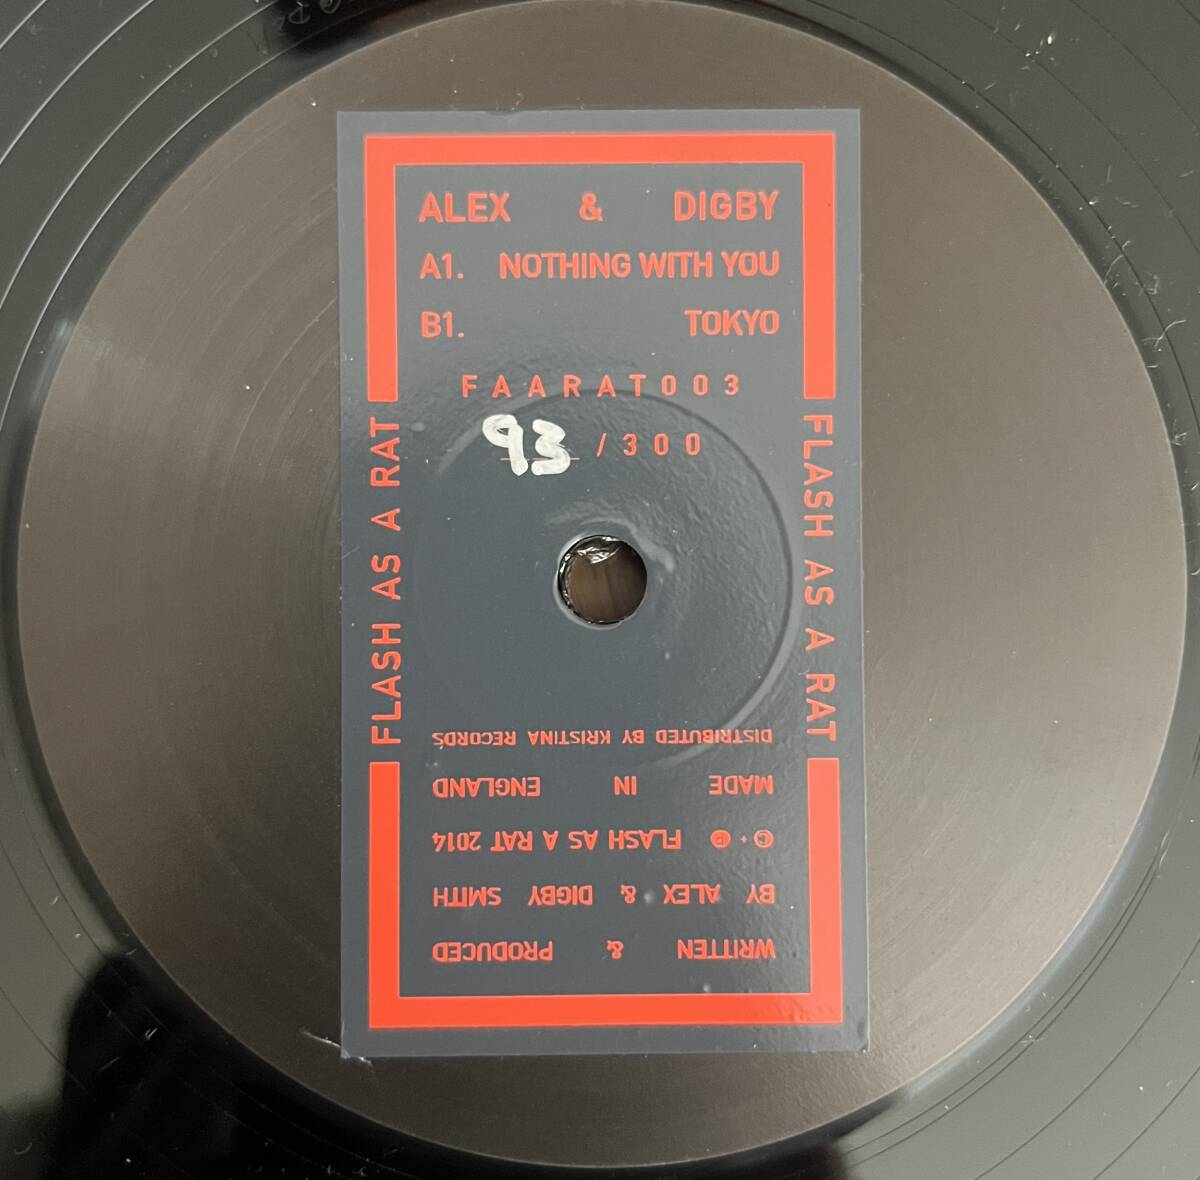 ALEX & DIGBY
A1. NOTHING WITH YOU
B1. TOKYO
FAARAT003
93 /300
FLASH AS A RAT
FLASH AS A RAT
WRITTEN & PRODUCED
BY ALEX & DIGBY SMITH
© + ℗ FLASH AS A RAT 2014
MADE IN ENGLAND
DISTRIBUTED BY KRISTINA RECORDS